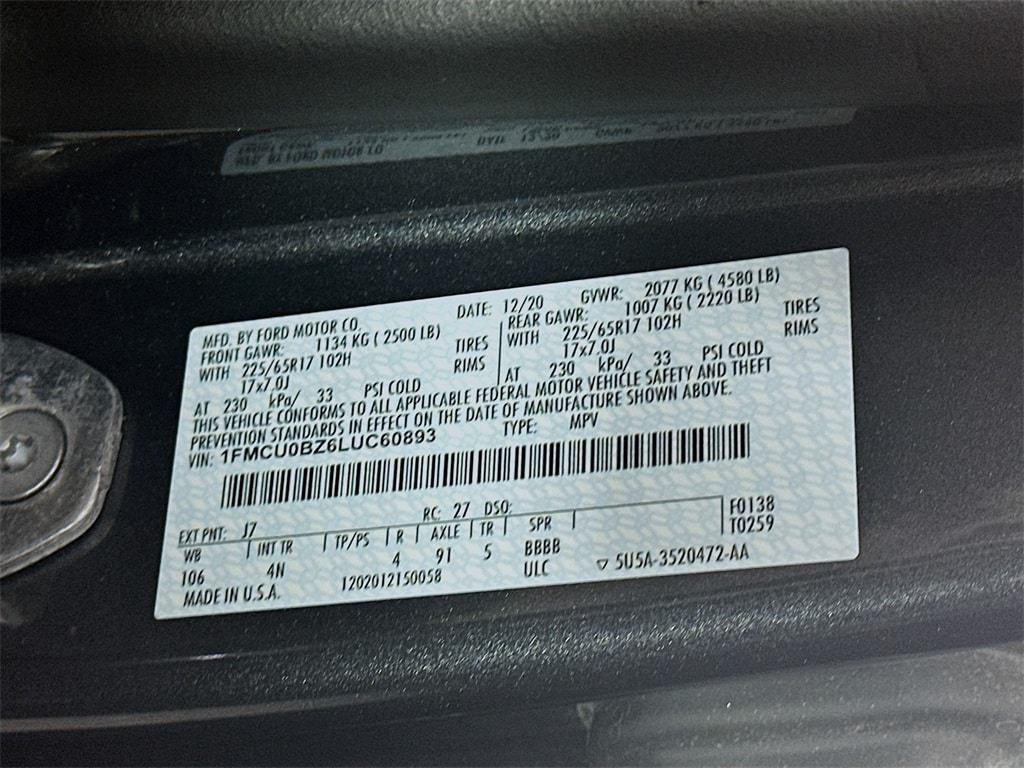 MFD. BY FORD MOTOR CO.
DATE: 12/20
GVWR: 2077 KG ( 4580 LB)
FRONT GAWR: 1134 KG ( 2500 LB)
WITH 225/65R17 102H TIRES
17x7.0J RIMS
AT 230 kPa/ 33 PSI COLD
REAR GAWR: 1007 KG ( 2220 LB)
WITH 225/65R17 102H TIRES
17x7.0J RIMS
AT 230 kPa/ 33 PSI COLD
THIS VEHICLE CONFORMS TO ALL APPLICABLE FEDERAL MOTOR VEHICLE SAFETY AND THEFT
PREVENTION STANDARDS IN EFFECT ON THE DATE OF MANUFACTURE SHOWN ABOVE.
VIN: 1FMCU0BZ6LUC60893 TYPE: MPV
EXT PNT: J7 RC: 27 DSO: F0138
WB INT TR TP/PS R AXLE TR SPR T0259
106 4N 4 91 5 BBBB
MADE IN U.S.A. 1202012150058 ULC ▽ 5U5A-3520472-AA